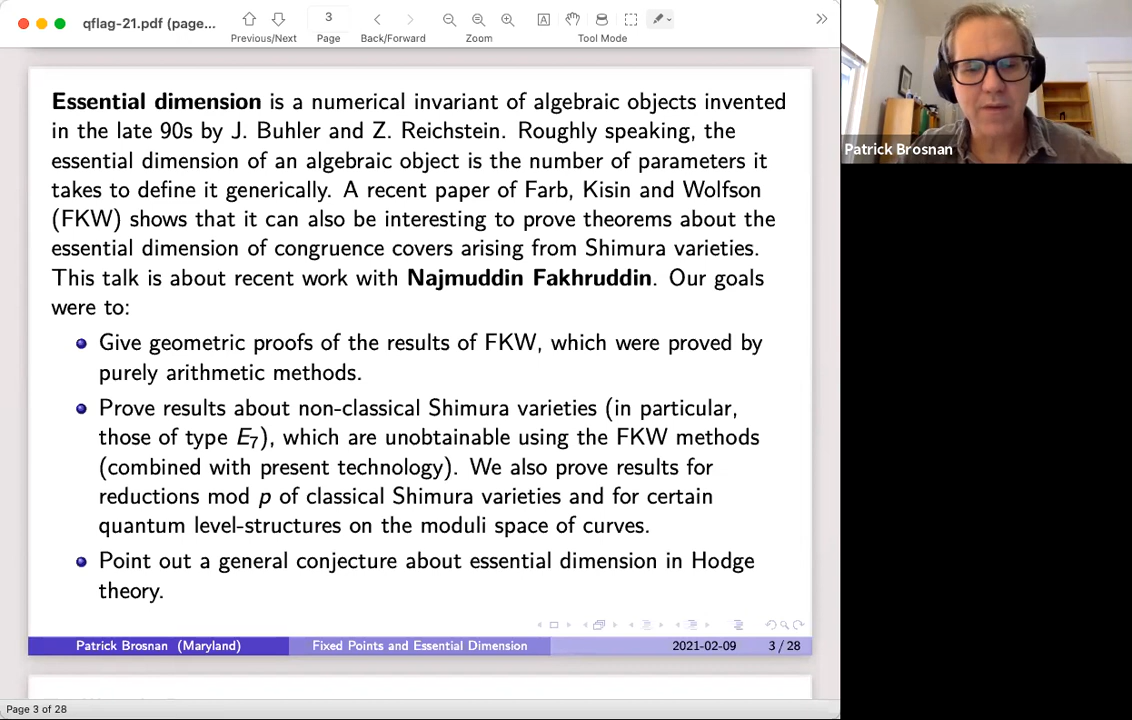 qflag-21.pdf (page...
3
Previous/Next
Page
Back/Forward
Zoom
Tool Mode
Essential dimension is a numerical invariant of algebraic objects invented
in the late 90s by J. Buhler and Z. Reichstein. Roughly speaking, the
essential dimension of an algebraic object is the number of parameters it
takes to define it generically. A recent paper of Farb, Kisin and Wolfson
(FKW) shows that it can also be interesting to prove theorems about the
essential dimension of congruence covers arising from Shimura varieties.
This talk is about recent work with Najmuddin Fakhruddin. Our goals
were to:
Give geometric proofs of the results of FKW, which were proved by
purely arithmetic methods.
Prove results about non-classical Shimura varieties (in particular,
those of type E₇), which are unobtainable using the FKW methods
(combined with present technology). We also prove results for
reductions mod p of classical Shimura varieties and for certain
quantum level-structures on the moduli space of curves.
Point out a general conjecture about essential dimension in Hodge
theory.
Patrick Brosnan (Maryland)
Fixed Points and Essential Dimension
2021-02-09
3 / 28
Page 3 of 28
Patrick Brosnan